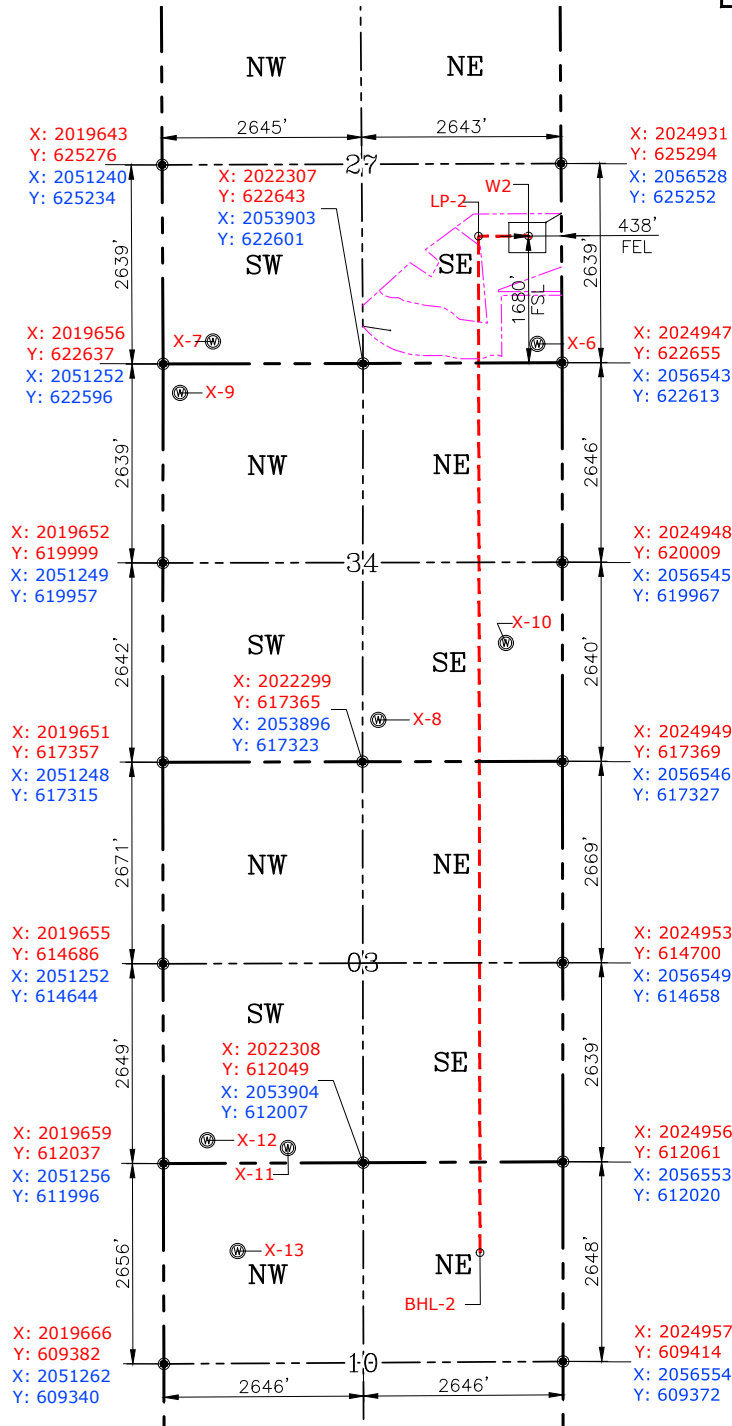 NW
NE
2645'
2643'
X: 2019643
Y: 625276
X: 2051240
Y: 625234
27
X: 2024931
Y: 625294
X: 2056528
Y: 625252
X: 2022307
Y: 622643
X: 2053903
Y: 622601
LP-2
W2
438'
FEL
2639'
SW
SE
1680'
FSL
2639'
X-7
X-6
X: 2019656
Y: 622637
X: 2051252
Y: 622596
X: 2024947
Y: 622655
X: 2056543
Y: 622613
X-9
2639'
NW
NE
2646'
X: 2019652
Y: 619999
X: 2051249
Y: 619957
34
X: 2024948
Y: 620009
X: 2056545
Y: 619967
X-10
2642'
SW
SE
2640'
X: 2022299
Y: 617365
X: 2053896
Y: 617323
X-8
X: 2019651
Y: 617357
X: 2051248
Y: 617315
X: 2024949
Y: 617369
X: 2056546
Y: 617327
2671'
NW
NE
2669'
X: 2019655
Y: 614686
X: 2051252
Y: 614644
03
X: 2024953
Y: 614700
X: 2056549
Y: 614658
SW
2649'
X: 2022308
Y: 612049
X: 2053904
Y: 612007
SE
2639'
X: 2019659
Y: 612037
X: 2051256
Y: 611996
X-12
X-11
X: 2024956
Y: 612061
X: 2056553
Y: 612020
2656'
X-13
NW
NE
2648'
BHL-2
X: 2019666
Y: 609382
X: 2051262
Y: 609340
10
X: 2024957
Y: 609414
X: 2056554
Y: 609372
2646'
2646'
W
W
W
W
W
W
W
W